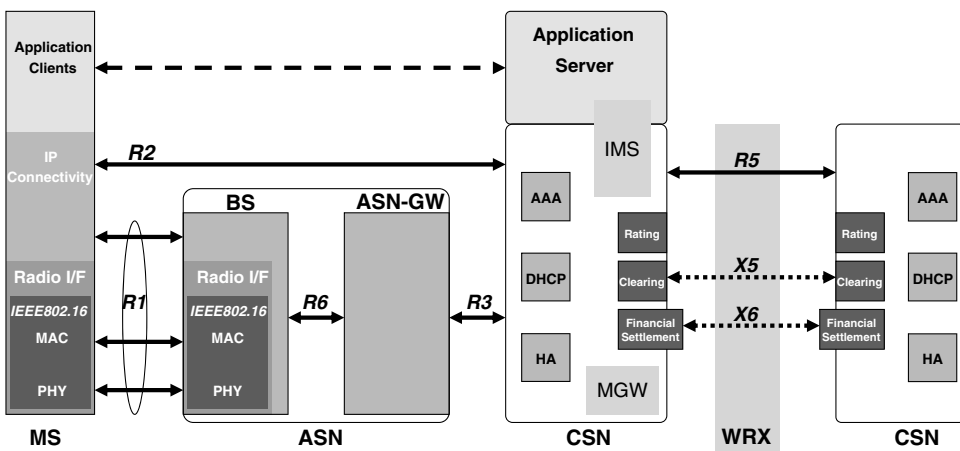 Application
Clients
Application
Server
IP
Connectivity
R2
IMS
R5
BS
ASN-GW
AAA
AAA
Rating
Rating
Radio I/F
Radio I/F
R1
R6
R3
DHCP
Clearing
X5
Clearing
DHCP
IEEE802.16
IEEE802.16
MAC
MAC
Financial
Settlement
X6
Financial
Settlement
HA
HA
PHY
PHY
MGW
MS
ASN
CSN
WRX
CSN